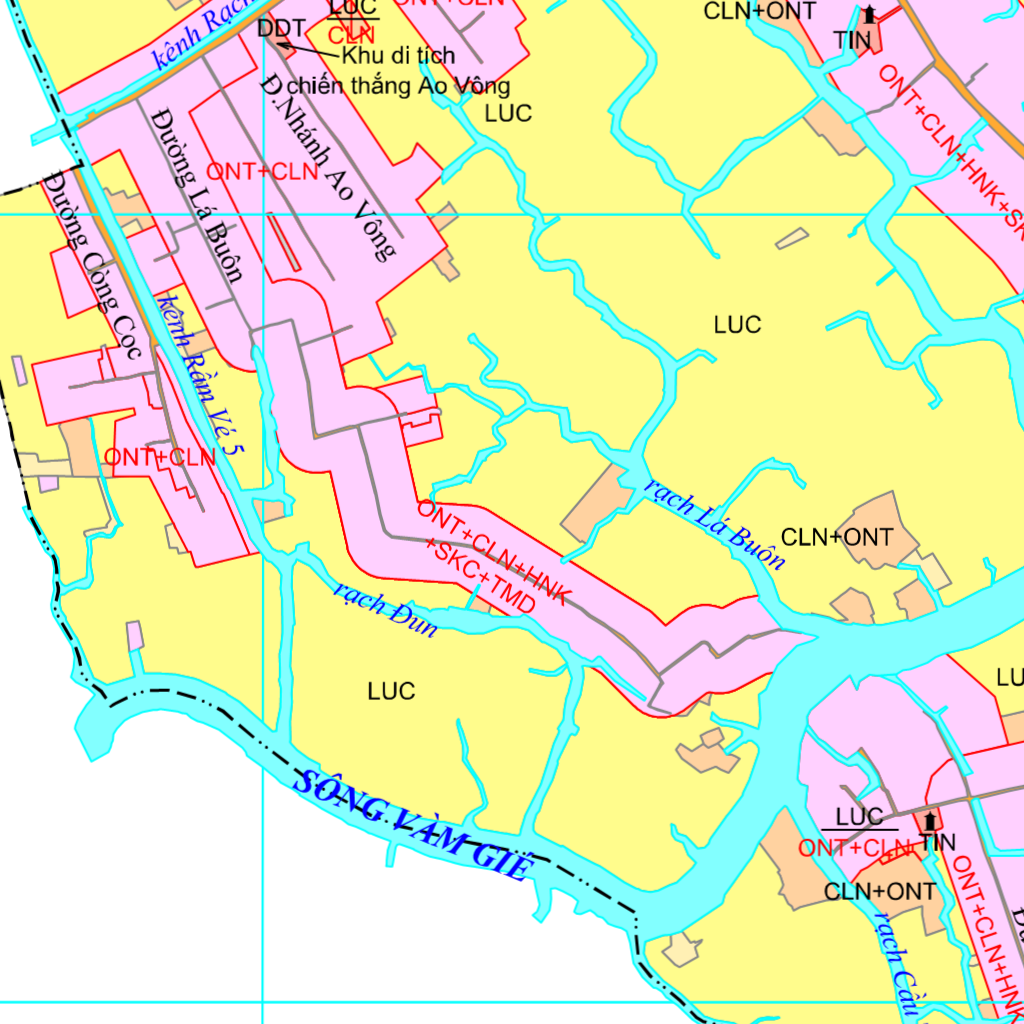 LUC
CLN
ONT+CLN
CLN+ONT
kênh Rạch
DDT
TIN
Khu di tích
chiến thắng Ao Vông
LUC
ONT+CLN+HNK+SK
Đường Lá Buôn
Đ.Nhánh Ao Vông
ONT+CLN
Đường Còng Cọc
kênh Rằm Vé 5
LUC
ONT+CLN
rạch Lá Buôn
ONT+CLN+HNK
+SKC+TMD
CLN+ONT
rạch Đun
LUC
LU
SÔNG VÀM GIẾ
LUC
ONT+CLN
TIN
CLN+ONT
ONT+CLN+HNK
rạch Cầu